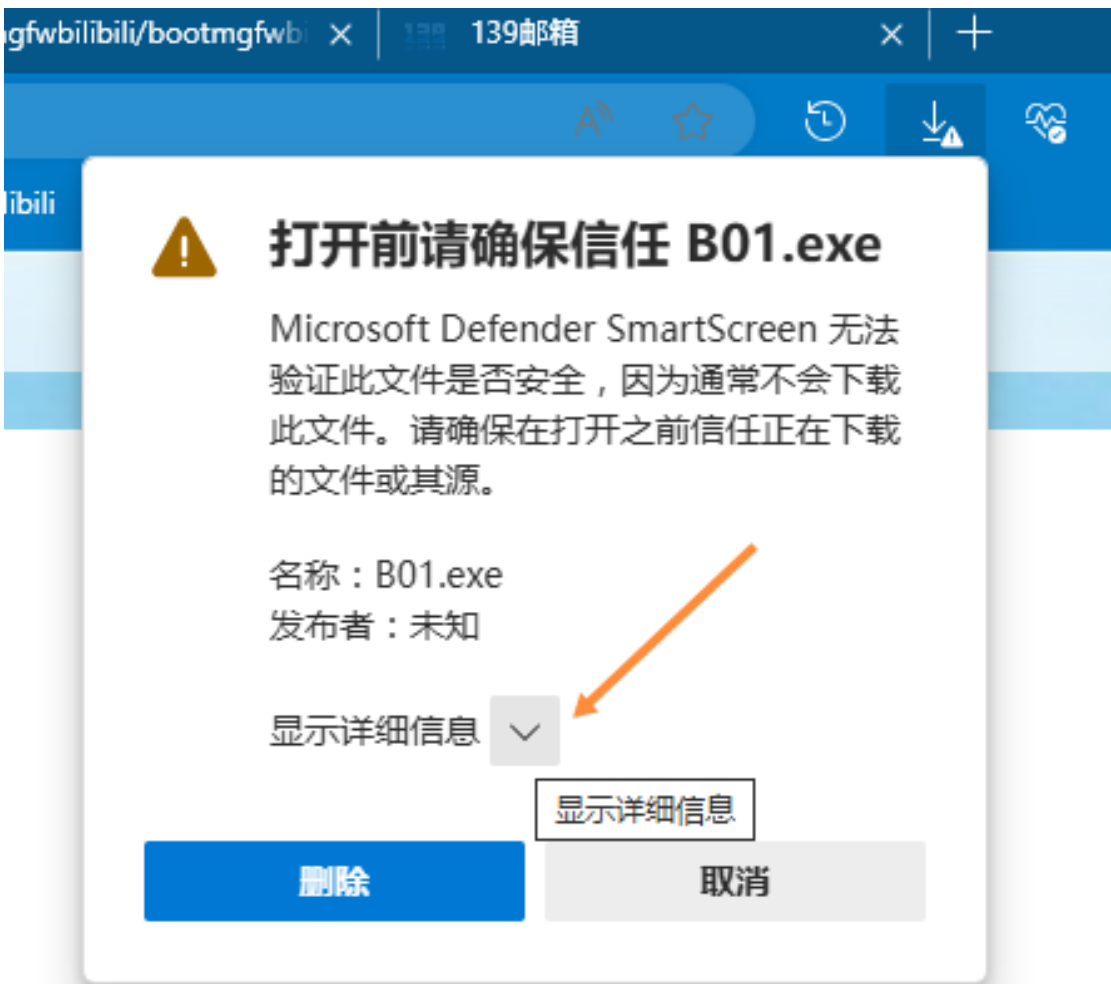 gfwbilibili/bootmgfwb
139邮箱
libili
打开前请确保信任 B01.exe
Microsoft Defender SmartScreen 无法
验证此文件是否安全，因为通常不会下载
此文件。请确保在打开之前信任正在下载
的文件或其源。
名称：B01.exe
发布者：未知
显示详细信息
显示详细信息
删除
取消